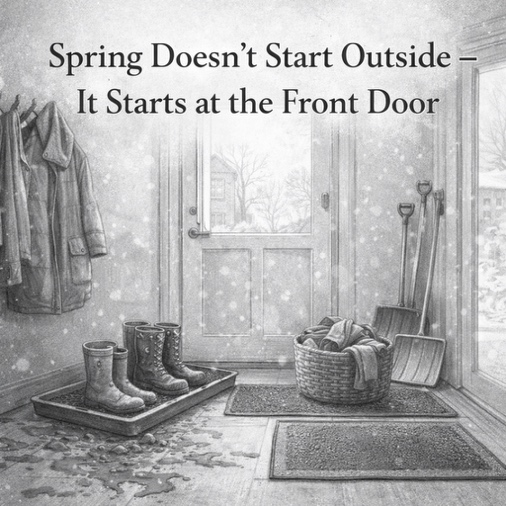 Spring Doesn’t Start Outside –
It Starts at the Front Door